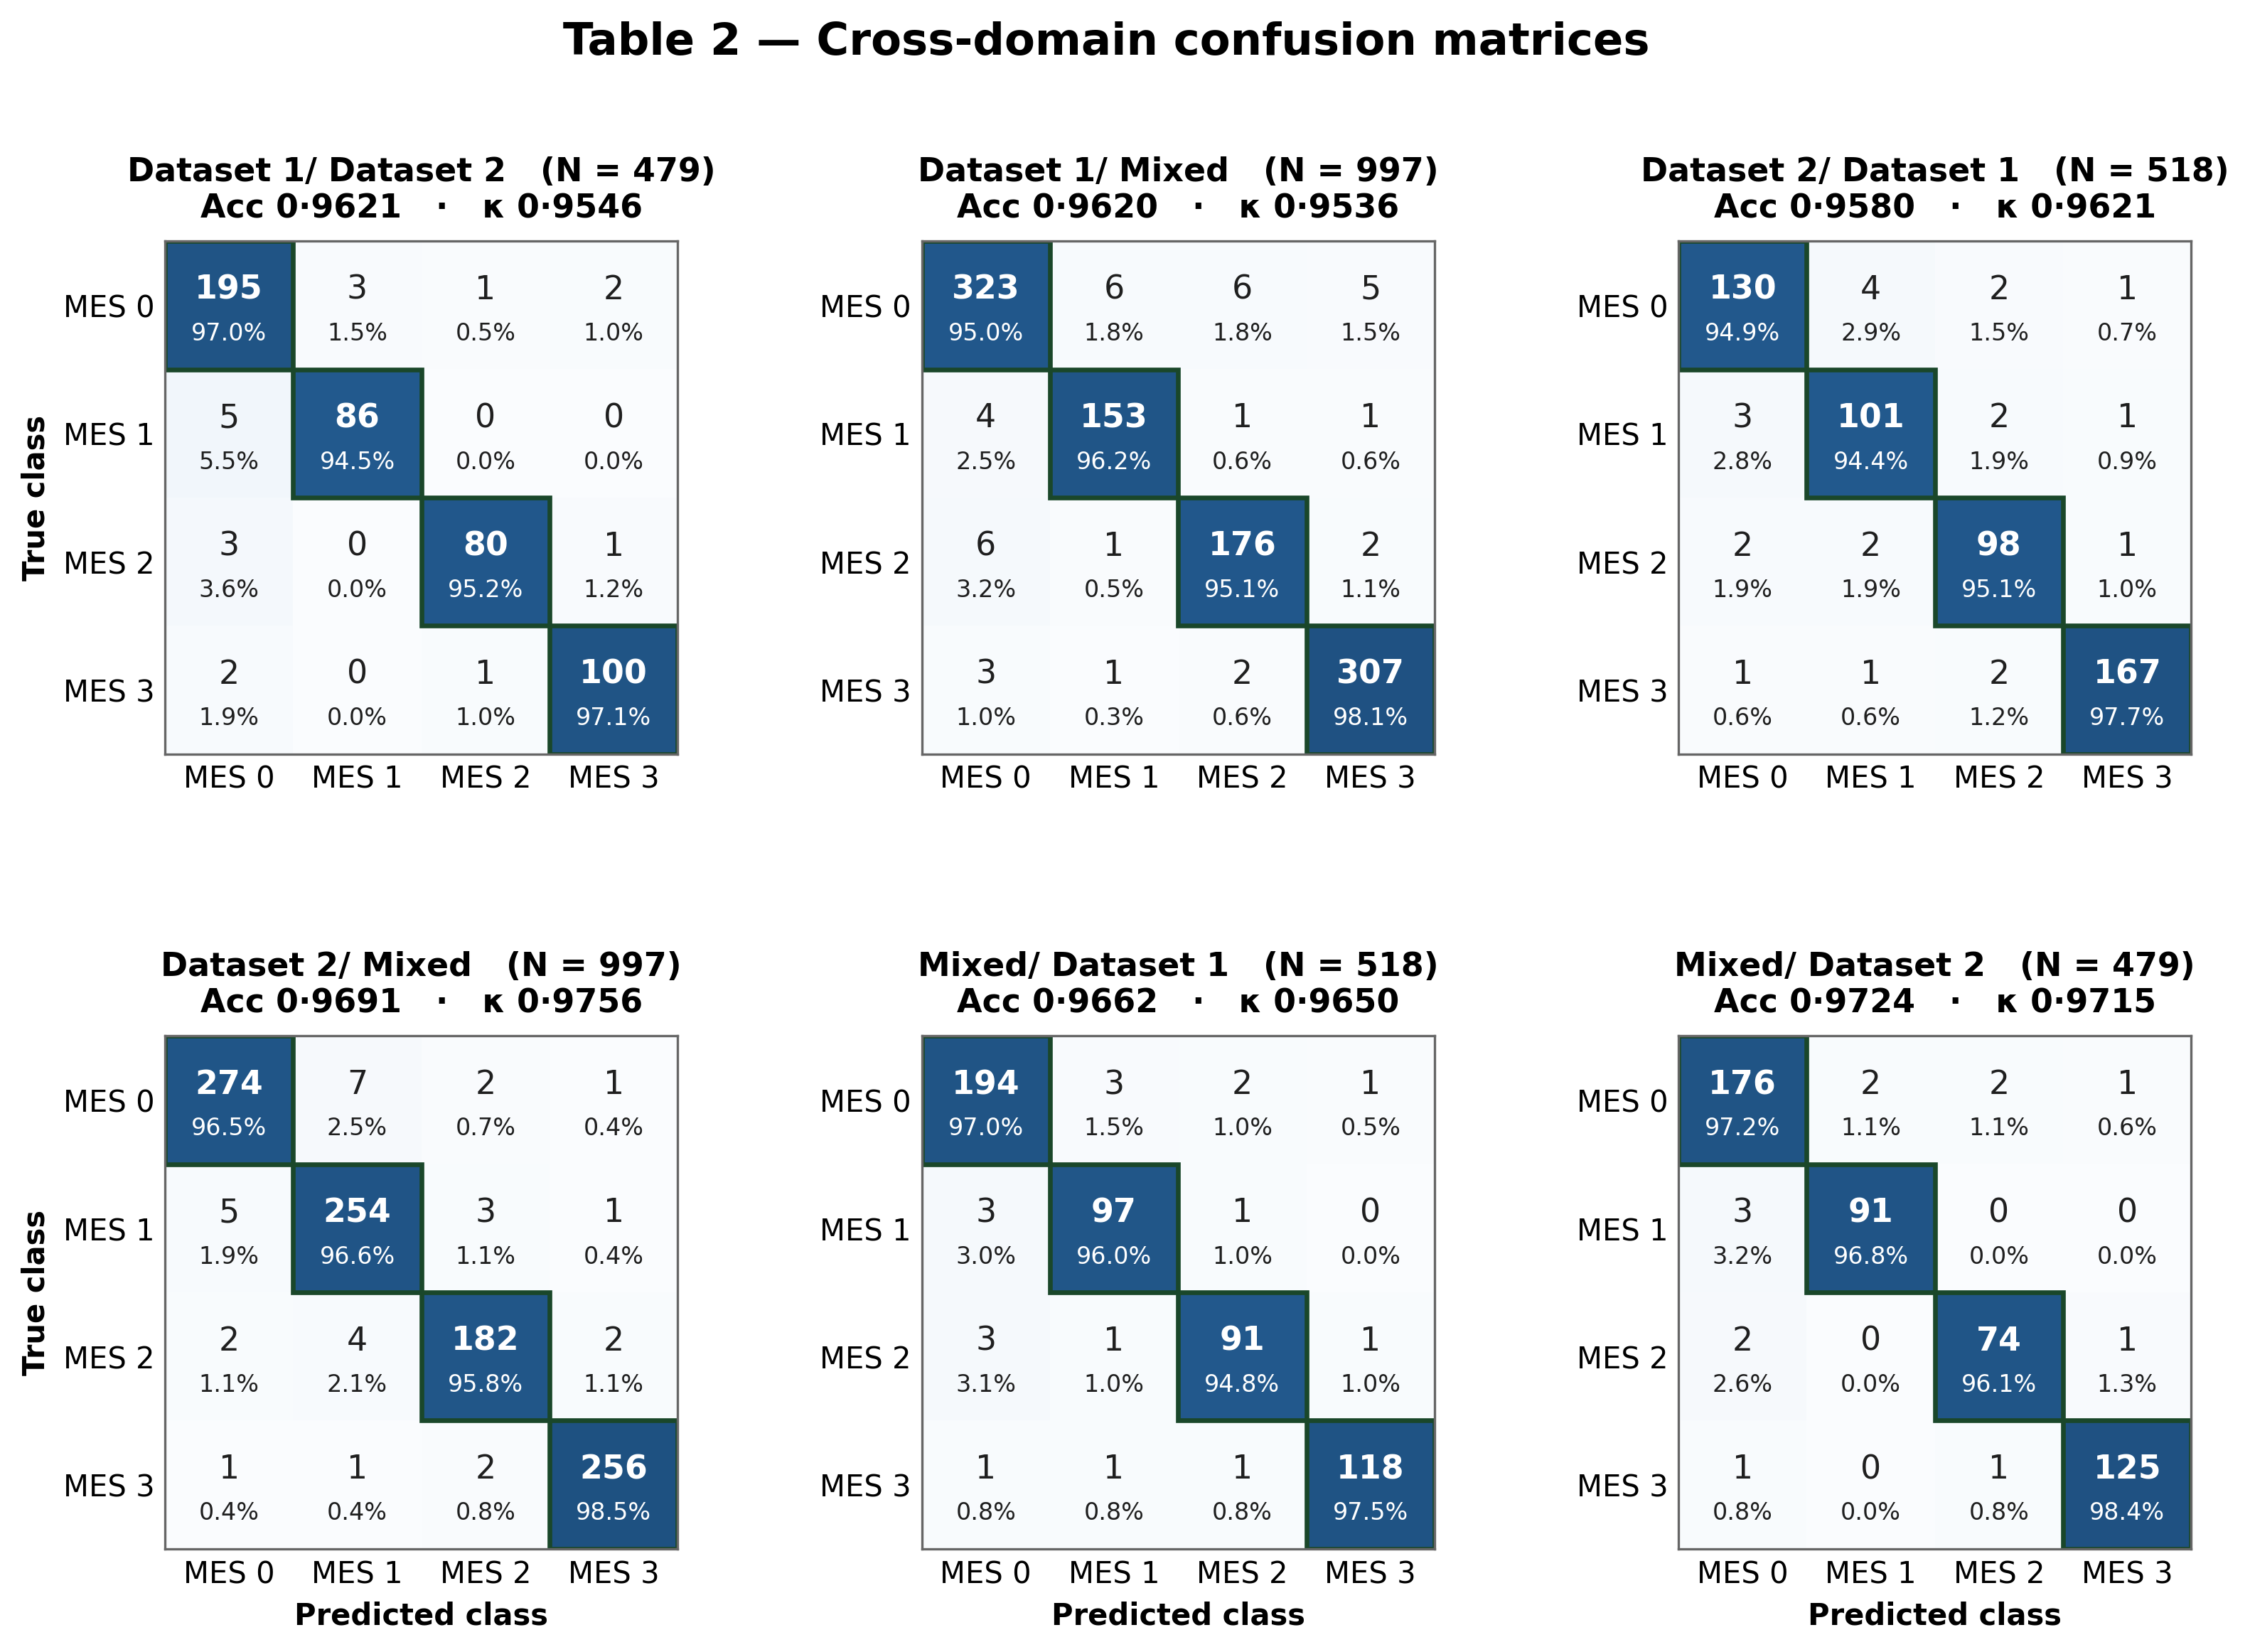 Table 2 — Cross-domain confusion matrices
Dataset 1/ Dataset 2 (N = 479)
Acc 0·9621 · κ 0·9546
True class
MES 0 195 3 1 2
97.0% 1.5% 0.5% 1.0%
MES 1 5 86 0 0
5.5% 94.5% 0.0% 0.0%
MES 2 3 0 80 1
3.6% 0.0% 95.2% 1.2%
MES 3 2 0 1 100
1.9% 0.0% 1.0% 97.1%
MES 0 MES 1 MES 2 MES 3
Dataset 1/ Mixed (N = 997)
Acc 0·9620 · κ 0·9536
MES 0 323 6 6 5
95.0% 1.8% 1.8% 1.5%
MES 1 4 153 1 1
2.5% 96.2% 0.6% 0.6%
MES 2 6 1 176 2
3.2% 0.5% 95.1% 1.1%
MES 3 3 1 2 307
1.0% 0.3% 0.6% 98.1%
MES 0 MES 1 MES 2 MES 3
Dataset 2/ Dataset 1 (N = 518)
Acc 0·9580 · κ 0·9621
MES 0 130 4 2 1
94.9% 2.9% 1.5% 0.7%
MES 1 3 101 2 1
2.8% 94.4% 1.9% 0.9%
MES 2 2 2 98 1
1.9% 1.9% 95.1% 1.0%
MES 3 1 1 2 167
0.6% 0.6% 1.2% 97.7%
MES 0 MES 1 MES 2 MES 3
Dataset 2/ Mixed (N = 997)
Acc 0·9691 · κ 0·9756
True class
MES 0 274 7 2 1
96.5% 2.5% 0.7% 0.4%
MES 1 5 254 3 1
1.9% 96.6% 1.1% 0.4%
MES 2 2 4 182 2
1.1% 2.1% 95.8% 1.1%
MES 3 1 1 2 256
0.4% 0.4% 0.8% 98.5%
MES 0 MES 1 MES 2 MES 3
Predicted class
Mixed/ Dataset 1 (N = 518)
Acc 0·9662 · κ 0·9650
MES 0 194 3 2 1
97.0% 1.5% 1.0% 0.5%
MES 1 3 97 1 0
3.0% 96.0% 1.0% 0.0%
MES 2 3 1 91 1
3.1% 1.0% 94.8% 1.0%
MES 3 1 1 1 118
0.8% 0.8% 0.8% 97.5%
MES 0 MES 1 MES 2 MES 3
Predicted class
Mixed/ Dataset 2 (N = 479)
Acc 0·9724 · κ 0·9715
MES 0 176 2 2 1
97.2% 1.1% 1.1% 0.6%
MES 1 3 91 0 0
3.2% 96.8% 0.0% 0.0%
MES 2 2 0 74 1
2.6% 0.0% 96.1% 1.3%
MES 3 1 0 1 125
0.8% 0.0% 0.8% 98.4%
MES 0 MES 1 MES 2 MES 3
Predicted class